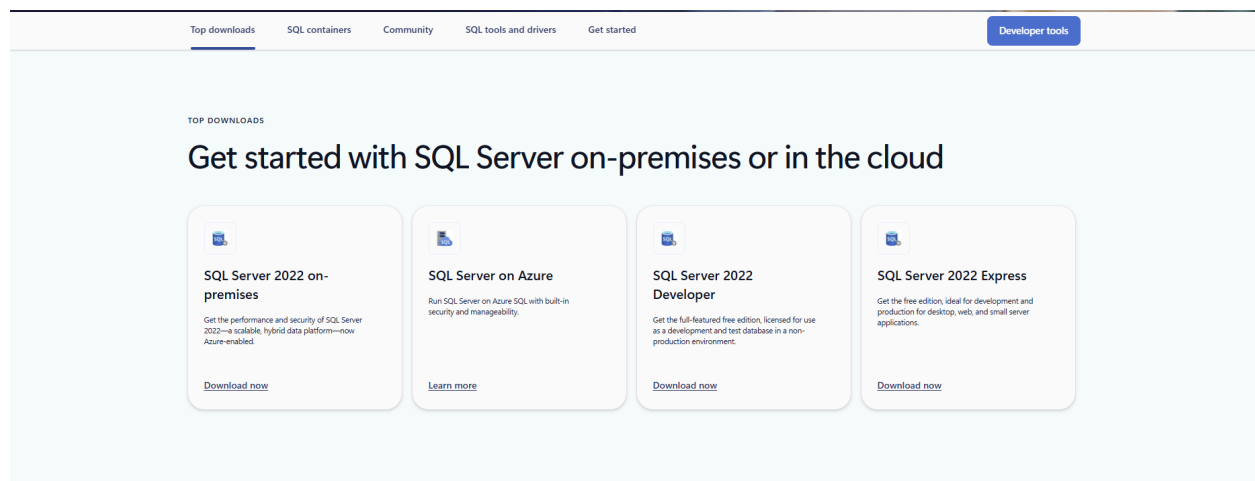 Top downloads SQL containers Community SQL tools and drivers Get started Developer tools
TOP DOWNLOADS
Get started with SQL Server on-premises or in the cloud
SQL
SQL Server 2022 on-
premises
Get the performance and security of SQL Server
2022—a scalable, hybrid data platform—now
Azure-enabled.
Download now
SQL
SQL Server on Azure
Run SQL Server on Azure SQL with built-in
security and manageability.
Learn more
SQL
SQL Server 2022
Developer
Get the full-featured free edition, licensed for use
as a development and test database in a non-
production environment.
Download now
SQL
SQL Server 2022 Express
Get the free edition, ideal for development and
production for desktop, web, and small server
applications.
Download now